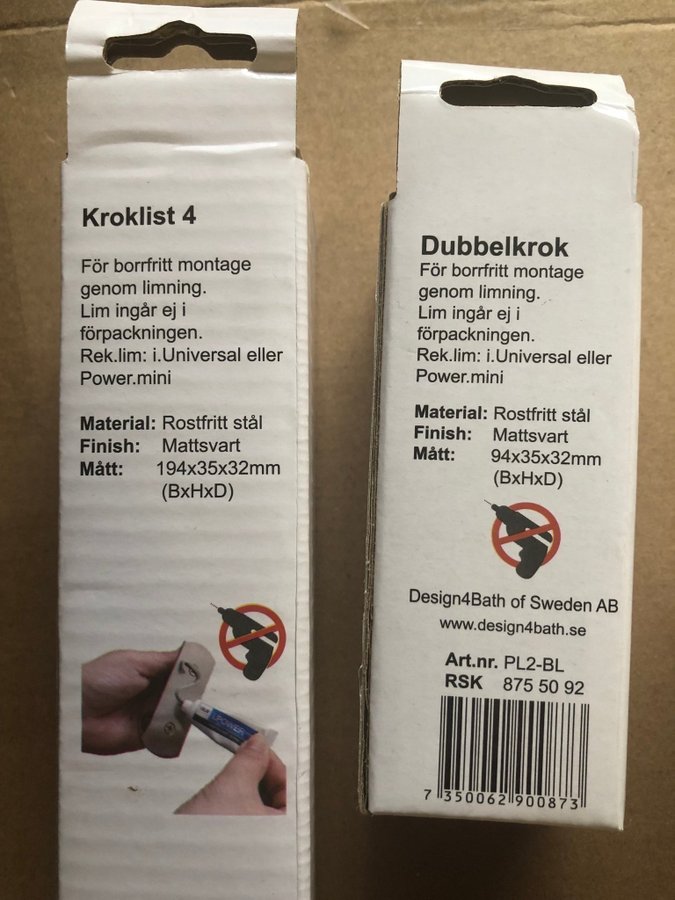 Kroklist 4
För borrfritt montage
genom limning.
Lim ingår ej i
förpackningen.
Rek.lim: i.Universal eller
Power.mini
Material: Rostfritt stål
Finish: Mattsvart
Mått: 194x35x32mm
(BxHxD)
POWER
Dubbelkrok
För borrfritt montage
genom limning.
Lim ingår ej i
förpackningen.
Rek.lim: i.Universal eller
Power.mini
Material: Rostfritt stål
Finish: Mattsvart
Mått: 94x35x32mm
(BxHxD)
Design4Bath of Sweden AB
www.design4bath.se
Art.nr. PL2-BL
RSK 875 50 92
7 350062 900873